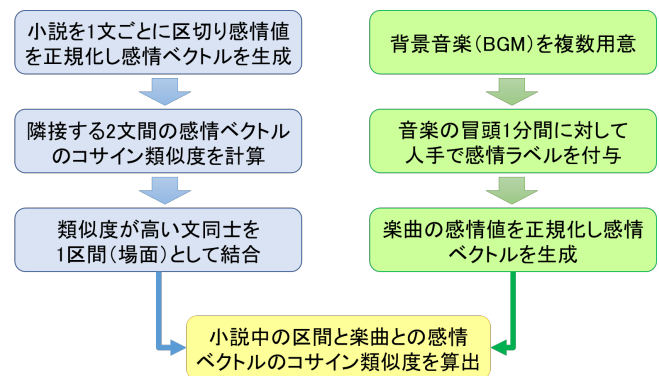 小説を1文ごとに区切り感情値
を正規化し感情ベクトルを生成
隣接する2文間の感情ベクトル
のコサイン類似度を計算
類似度が高い文同士を
1区間(場面)として結合
背景音楽(BGM)を複数用意
音楽の冒頭1分間に対して
人手で感情ラベルを付与
楽曲の感情値を正規化し感情
ベクトルを生成
小説中の区間と楽曲との感情
ベクトルのコサイン類似度を算出